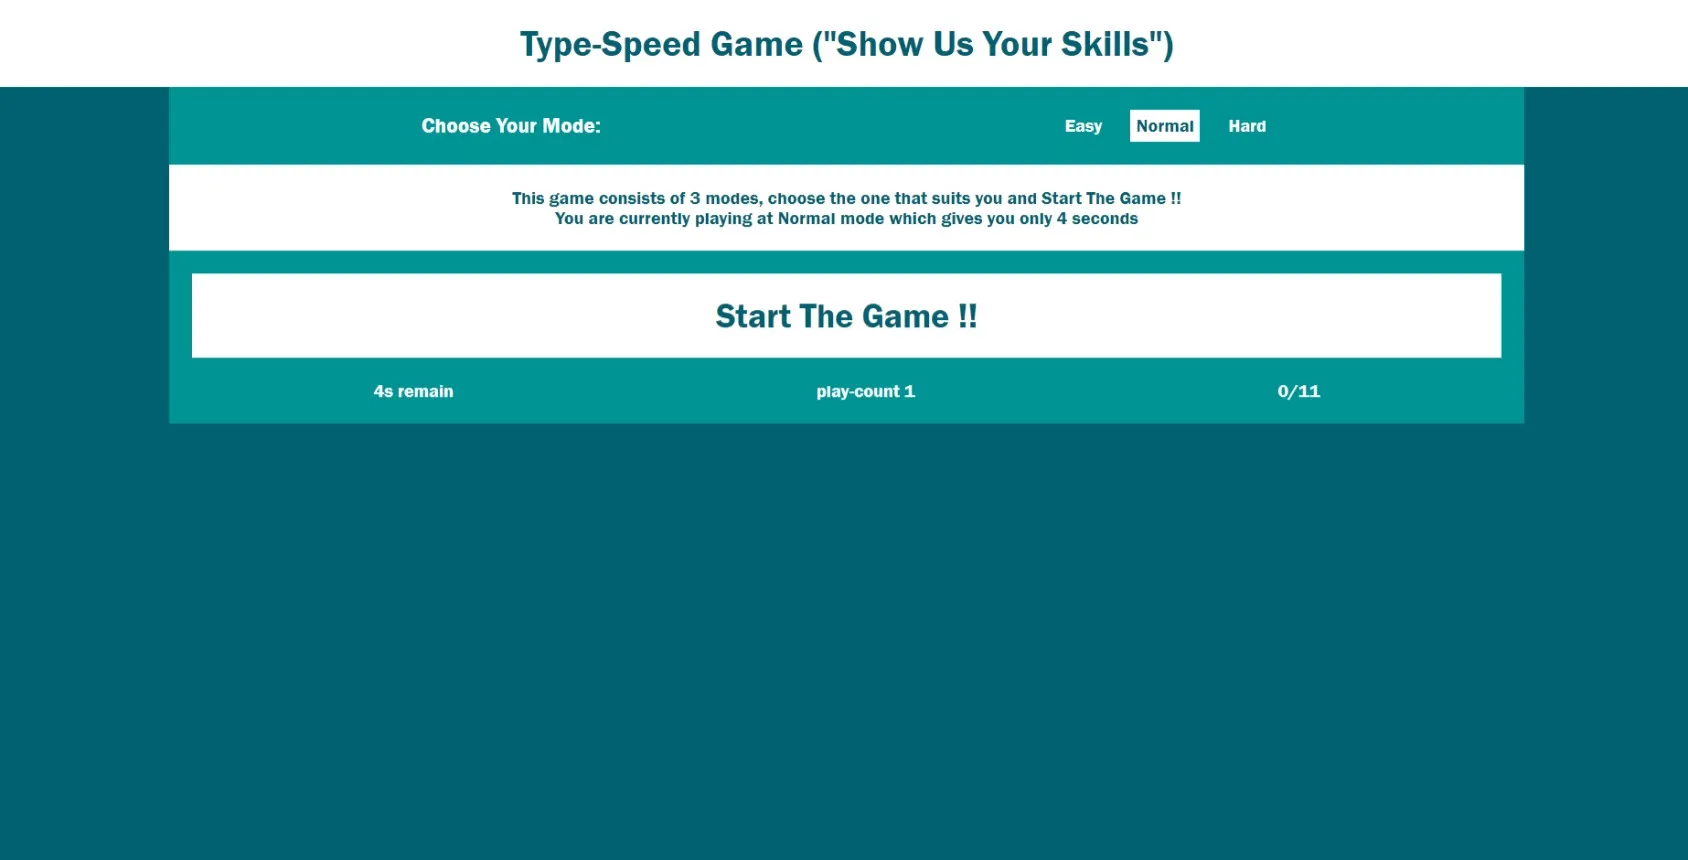 Type-Speed Game ("Show Us Your Skills")
Choose Your Mode:
Easy Normal Hard
This game consists of 3 modes, choose the one that suits you and Start The Game !!
You are currently playing at Normal mode which gives you only 4 seconds
Start The Game !!
4s remain play-count 1 0/11